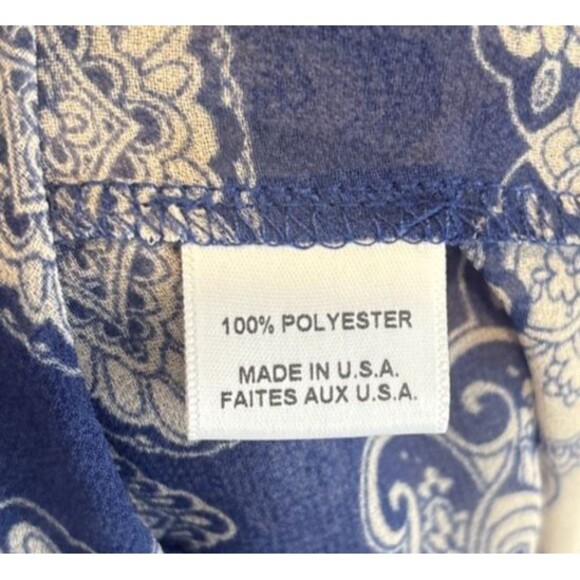 100% POLYESTER
MADE IN U.S.A.
FAITES AUX U.S.A.